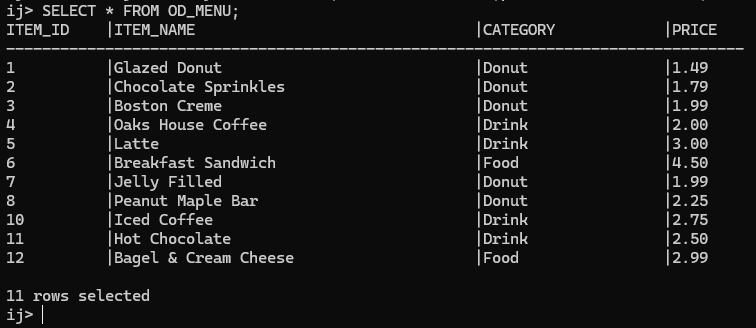 ij> SELECT * FROM OD_MENU;
ITEM_ID    |ITEM_NAME                               |CATEGORY            |PRICE
--------------------------------------------------------------------------------
1          |Glazed Donut                            |Donut               |1.49
2          |Chocolate Sprinkles                     |Donut               |1.79
3          |Boston Creme                            |Donut               |1.99
4          |Oaks House Coffee                       |Drink               |2.00
5          |Latte                                   |Drink               |3.00
6          |Breakfast Sandwich                      |Food                |4.50
7          |Jelly Filled                            |Donut               |1.99
8          |Peanut Maple Bar                        |Donut               |2.25
10         |Iced Coffee                             |Drink               |2.75
11         |Hot Chocolate                           |Drink               |2.50
12         |Bagel & Cream Cheese                    |Food                |2.99

11 rows selected
ij>